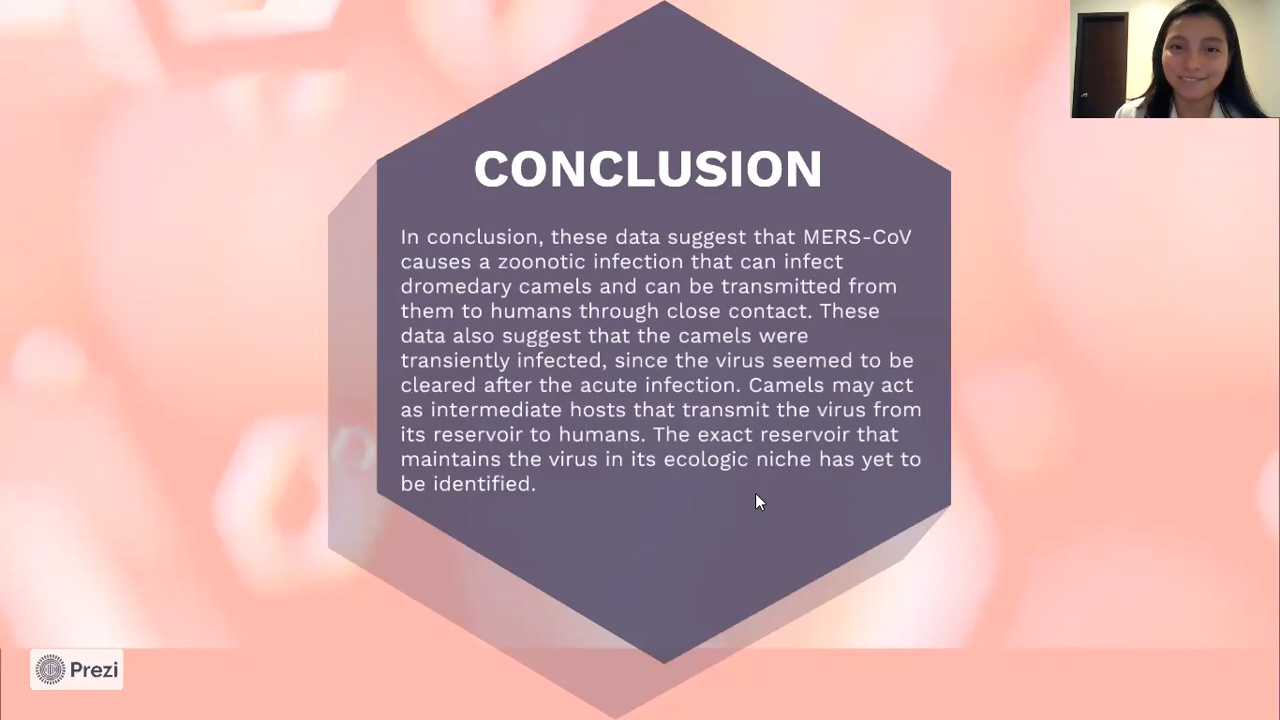 CONCLUSION
In conclusion, these data suggest that MERS-CoV
causes a zoonotic infection that can infect
dromedary camels and can be transmitted from
them to humans through close contact. These
data also suggest that the camels were
transiently infected, since the virus seemed to be
cleared after the acute infection. Camels may act
as intermediate hosts that transmit the virus from
its reservoir to humans. The exact reservoir that
maintains the virus in its ecologic niche has yet to
be identified.
Prezi